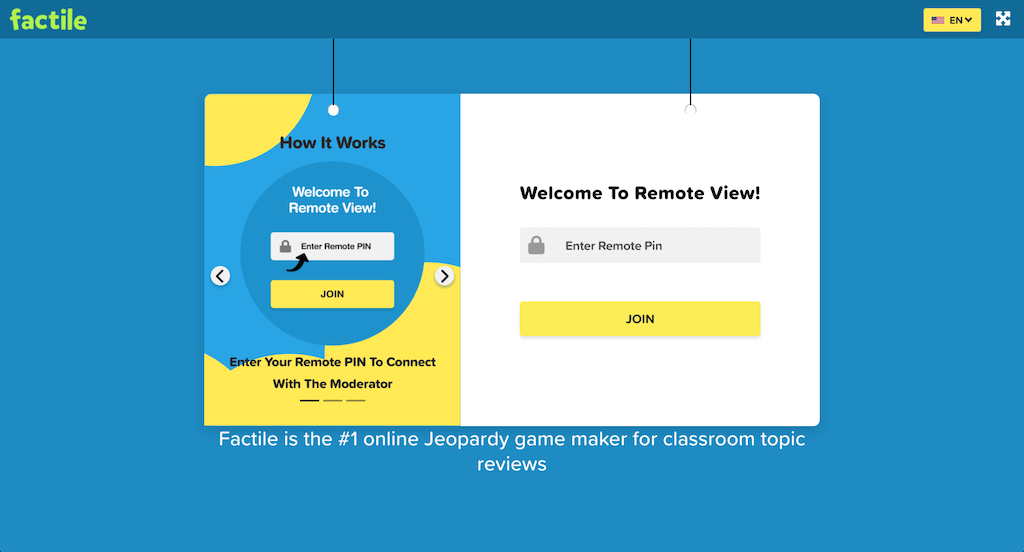 factile
EN
How It Works
Welcome To
Remote View!
Enter Remote PIN
JOIN
Enter Your Remote PIN To Connect
With The Moderator
Welcome To Remote View!
Enter Remote Pin
JOIN
Factile is the #1 online Jeopardy game maker for classroom topic
reviews